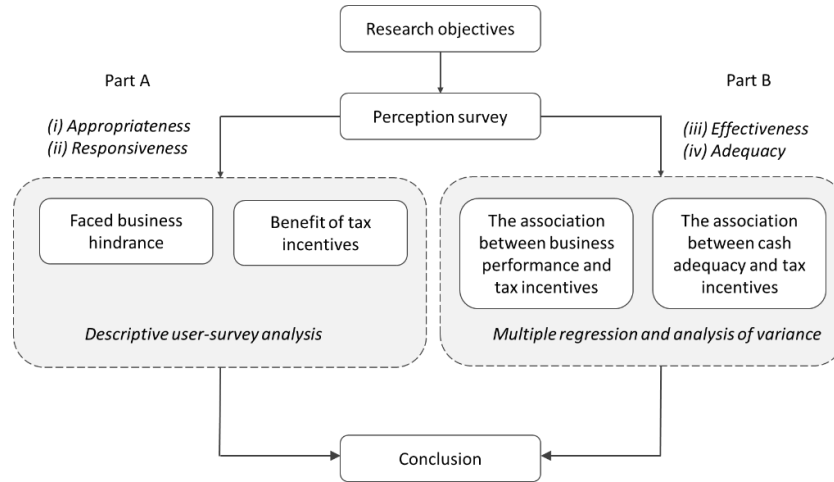 Research objectives
Part A
Part B
Perception survey
(i) Appropriateness
(ii) Responsiveness
(iii) Effectiveness
(iv) Adequacy
Faced business
hindrance
Benefit of tax
incentives
The association
between business
performance and
tax incentives
The association
between cash
adequacy and tax
incentives
Descriptive user-survey analysis
Multiple regression and analysis of variance
Conclusion